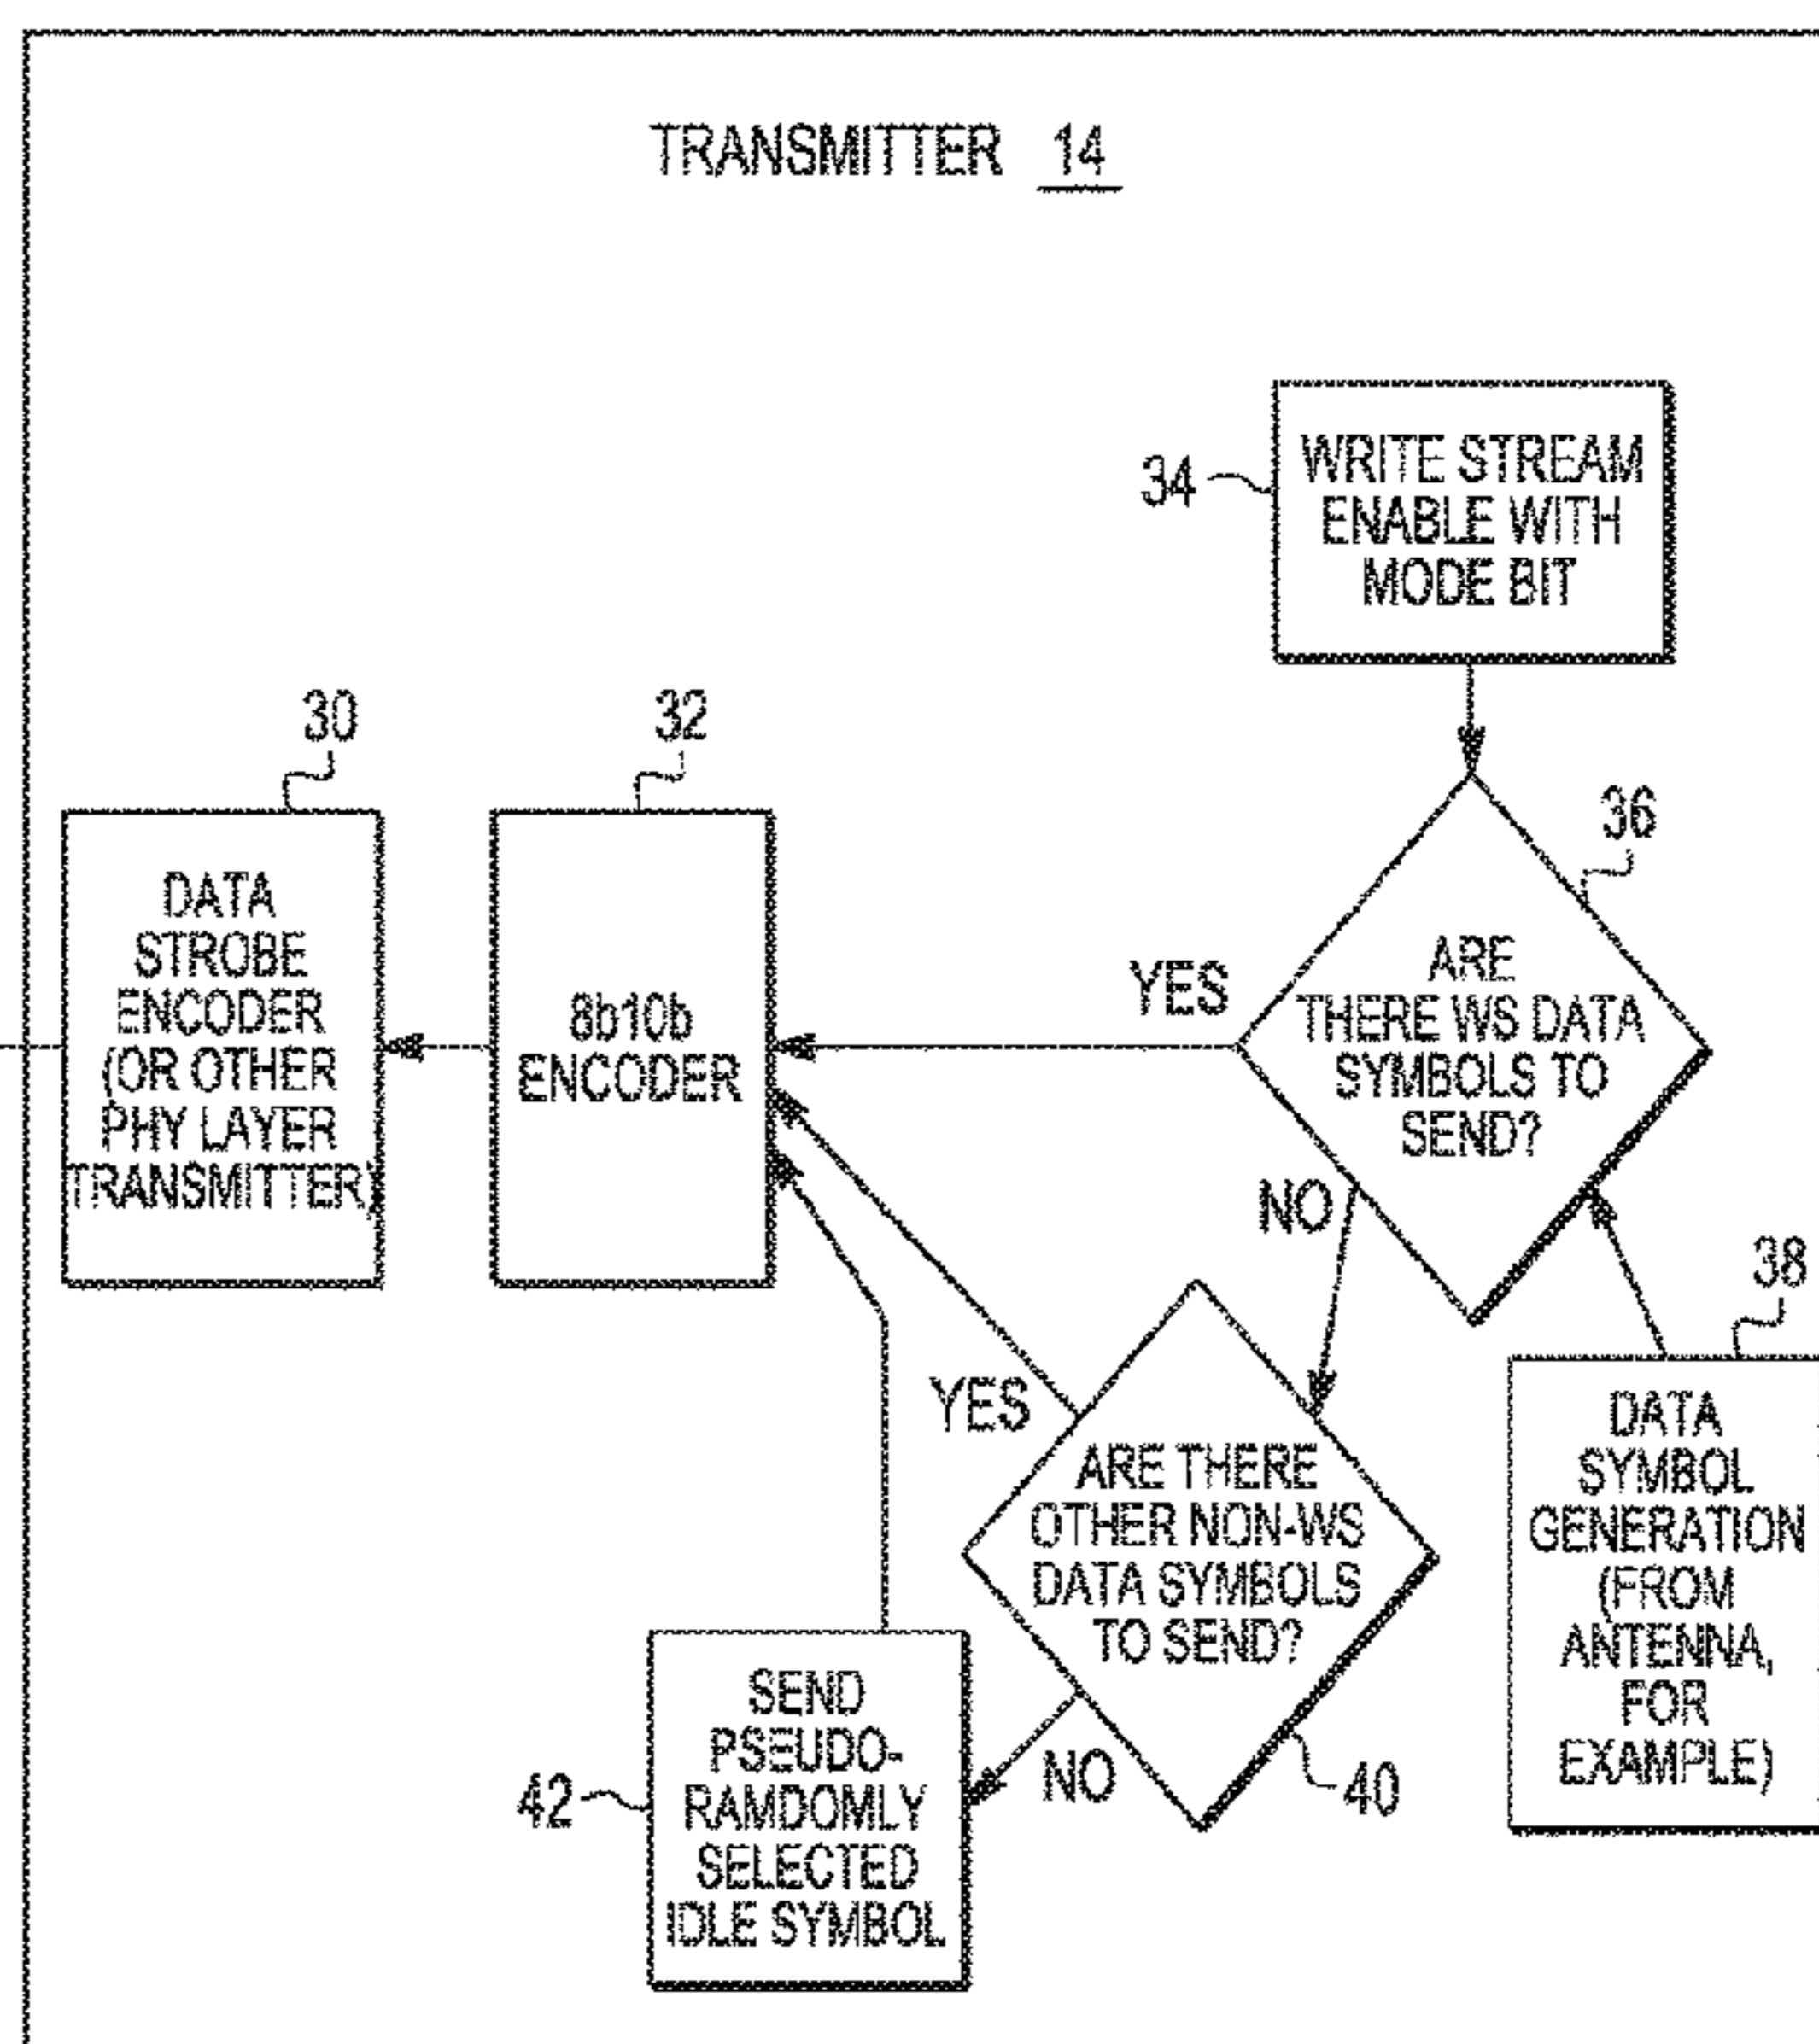 TRANSMITTER 14
34
WRITE STREAM
ENABLE WITH
MODE BIT
30
32
36
DATA
STROBE
ENCODER
(OR OTHER
PHY LAYER
TRANSMITTER)
8b10b
ENCODER
YES
ARE
THERE WS DATA
SYMBOLS TO
SEND?
NO
38
YES
ARE THERE
OTHER NON-WS
DATA SYMBOLS
TO SEND?
DATA
SYMBOL
GENERATION
(FROM
ANTENNA,
FOR
EXAMPLE)
42
SEND
PSEUDO-
RAMDOMLY
SELECTED
IDLE SYMBOL
NO
40